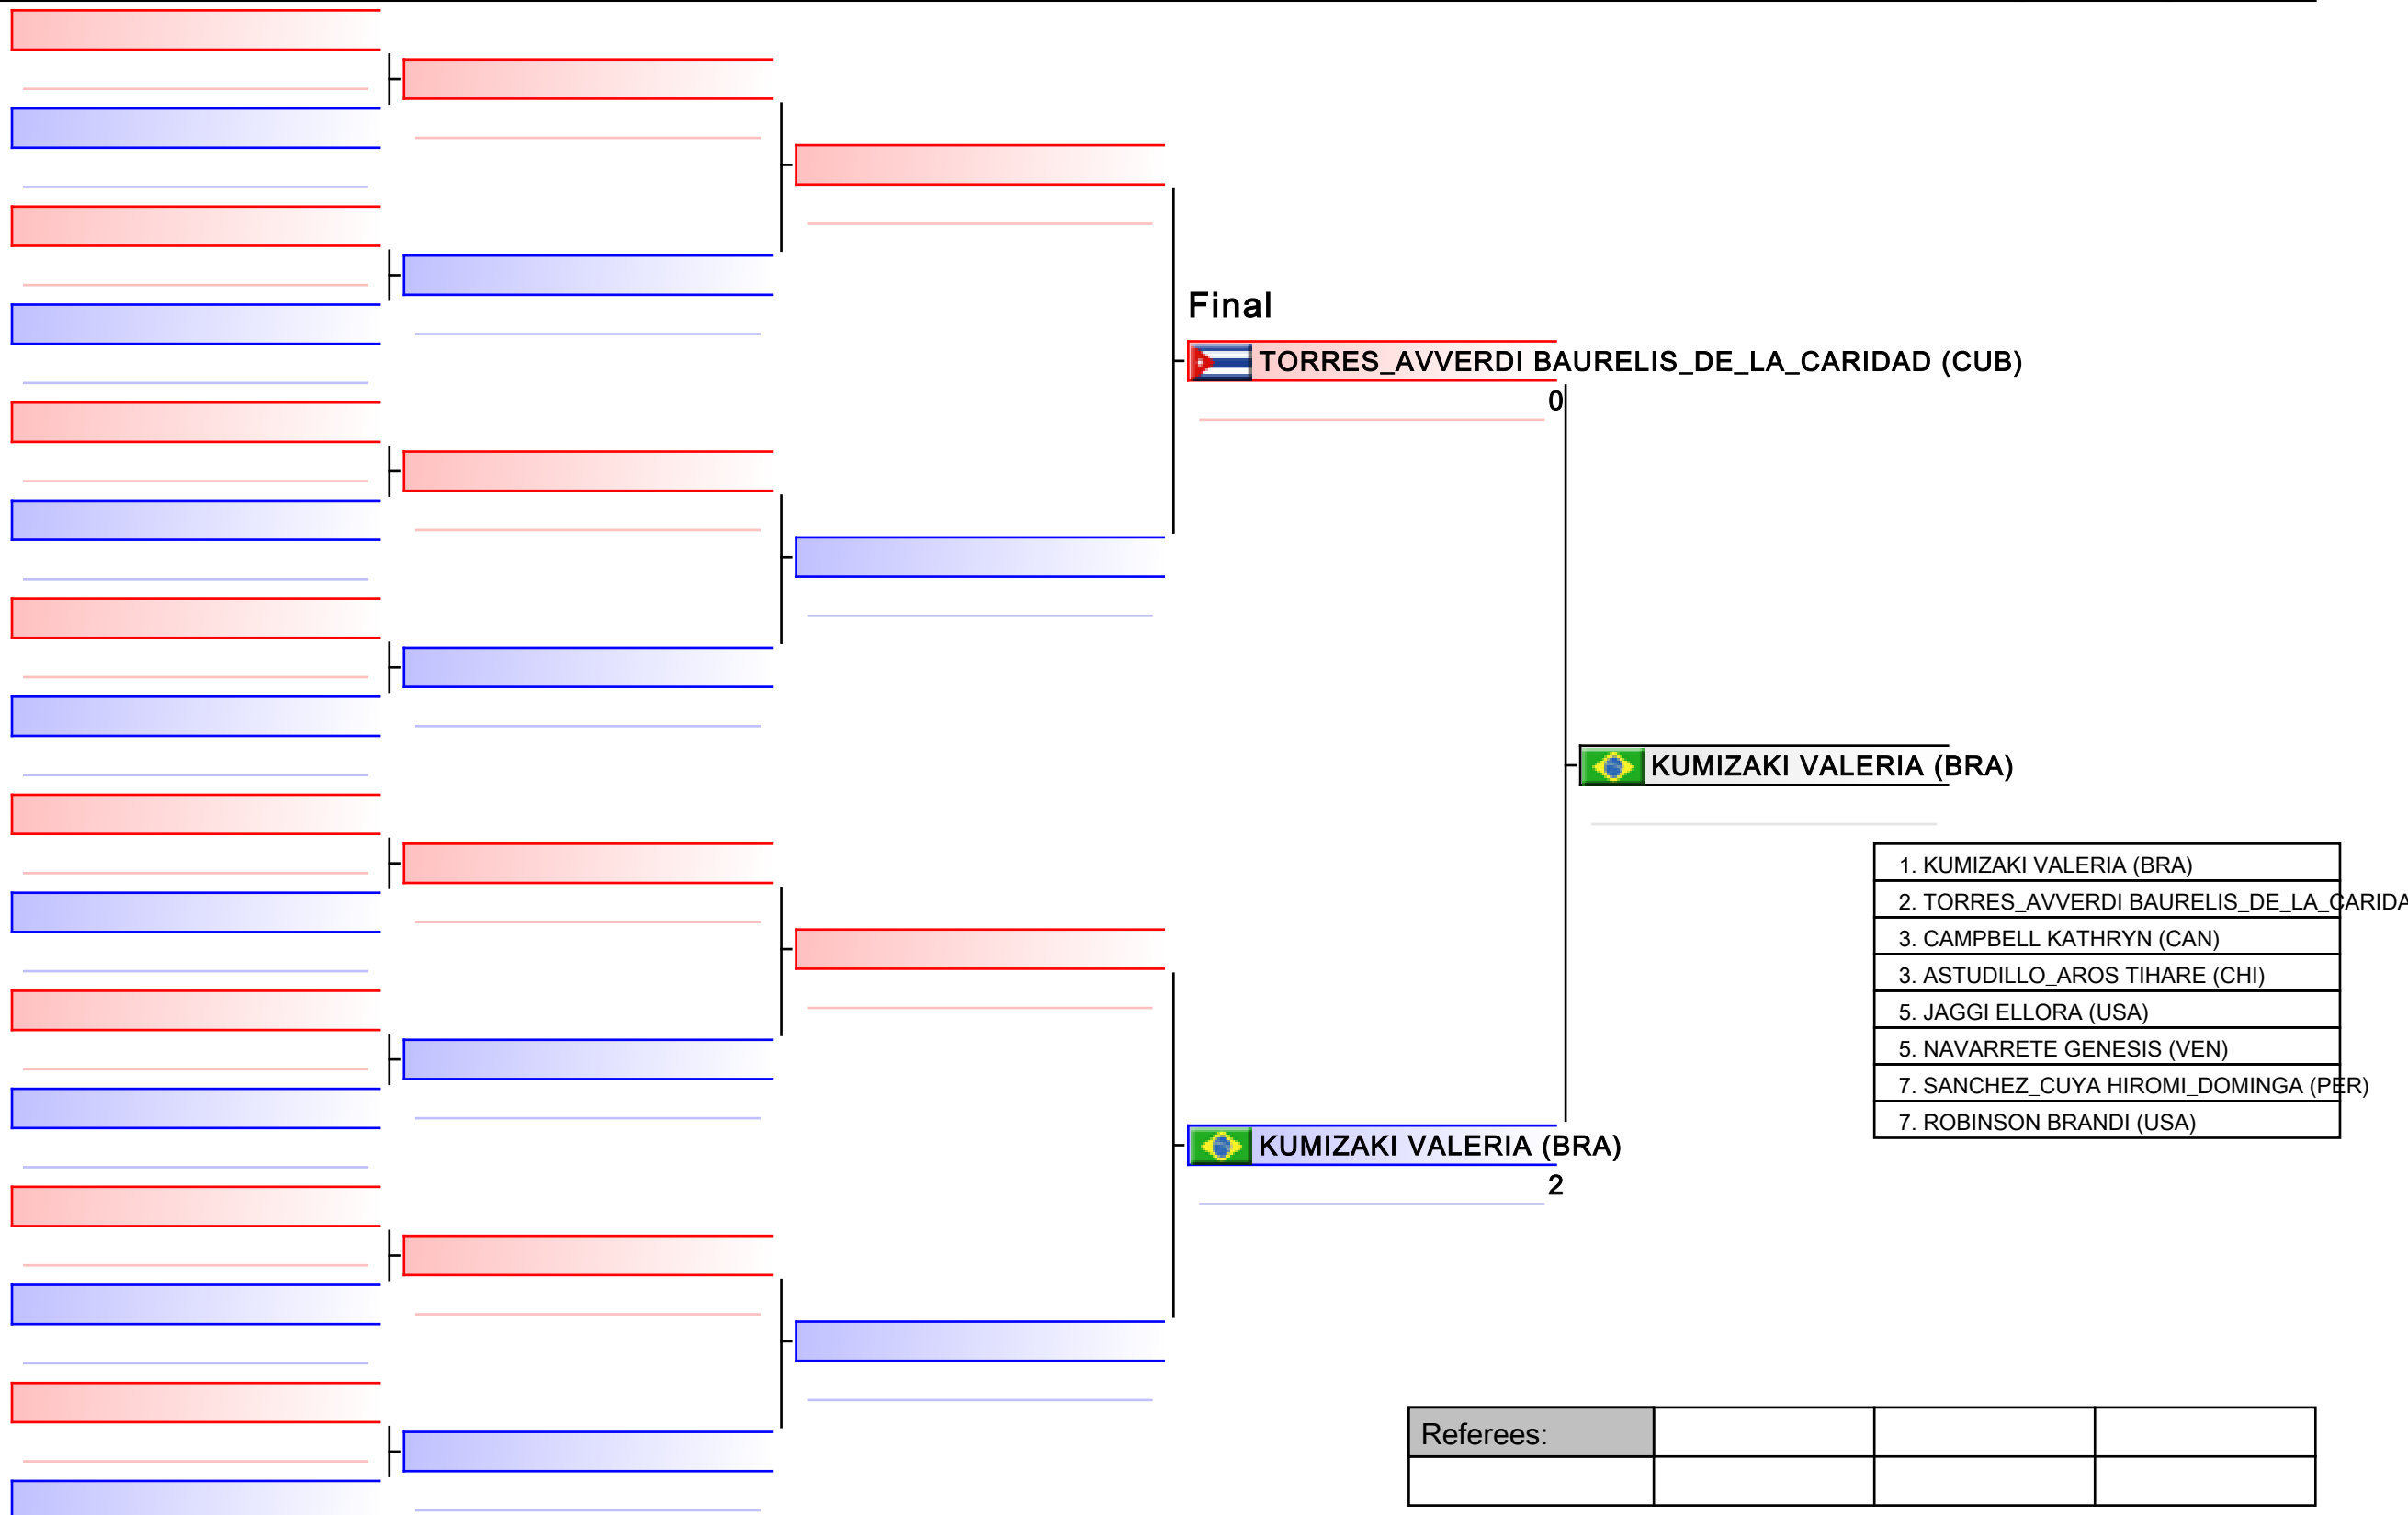 Final
TORRES_AVVERDI BAURELIS_DE_LA_CARIDAD (CUB)
0
KUMIZAKI VALERIA (BRA)
1. KUMIZAKI VALERIA (BRA)
2. TORRES_AVVERDI BAURELIS_DE_LA_CARIDA
3. CAMPBELL KATHRYN (CAN)
3. ASTUDILLO_AROS TIHARE (CHI)
5. JAGGI ELLORA (USA)
5. NAVARRETE GENESIS (VEN)
7. SANCHEZ_CUYA HIROMI_DOMINGA (PER)
7. ROBINSON BRANDI (USA)
KUMIZAKI VALERIA (BRA)
2
Referees: